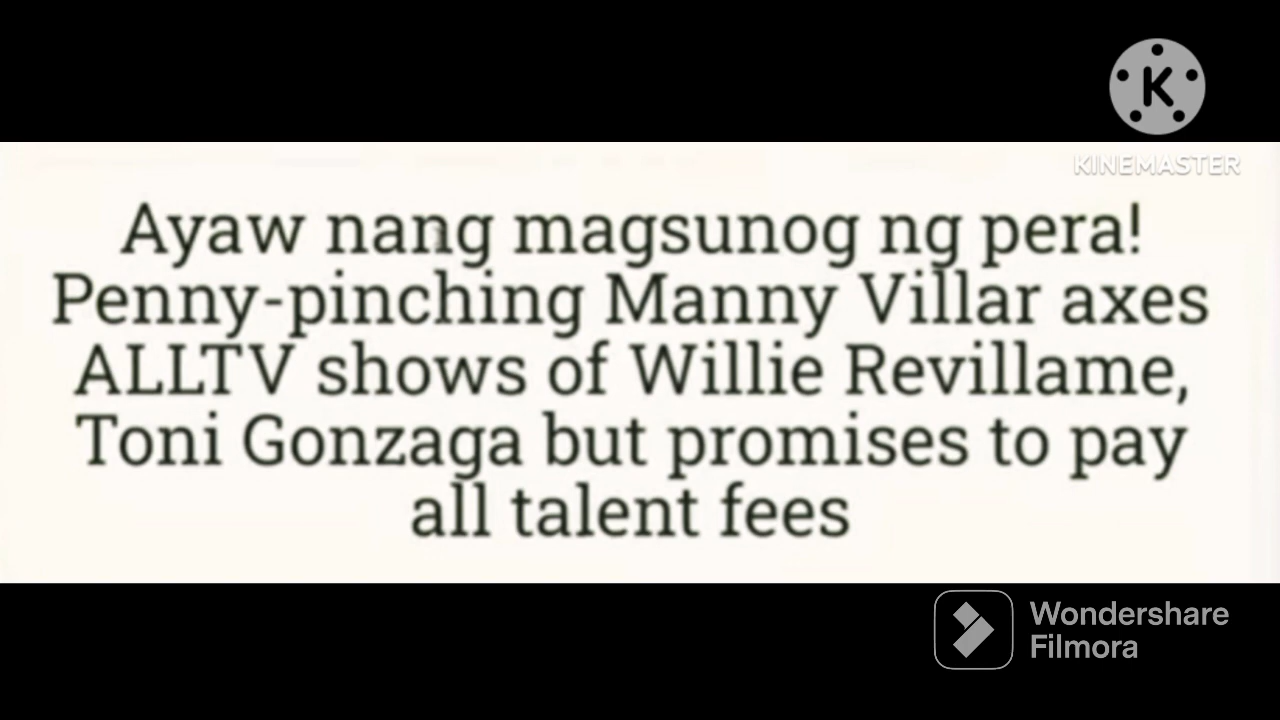 KINEMASTER
Ayaw nang magsunog ng pera!
Penny-pinching Manny Villar axes
ALLTV shows of Willie Revillame,
Toni Gonzaga but promises to pay
all talent fees
Wondershare
Filmora